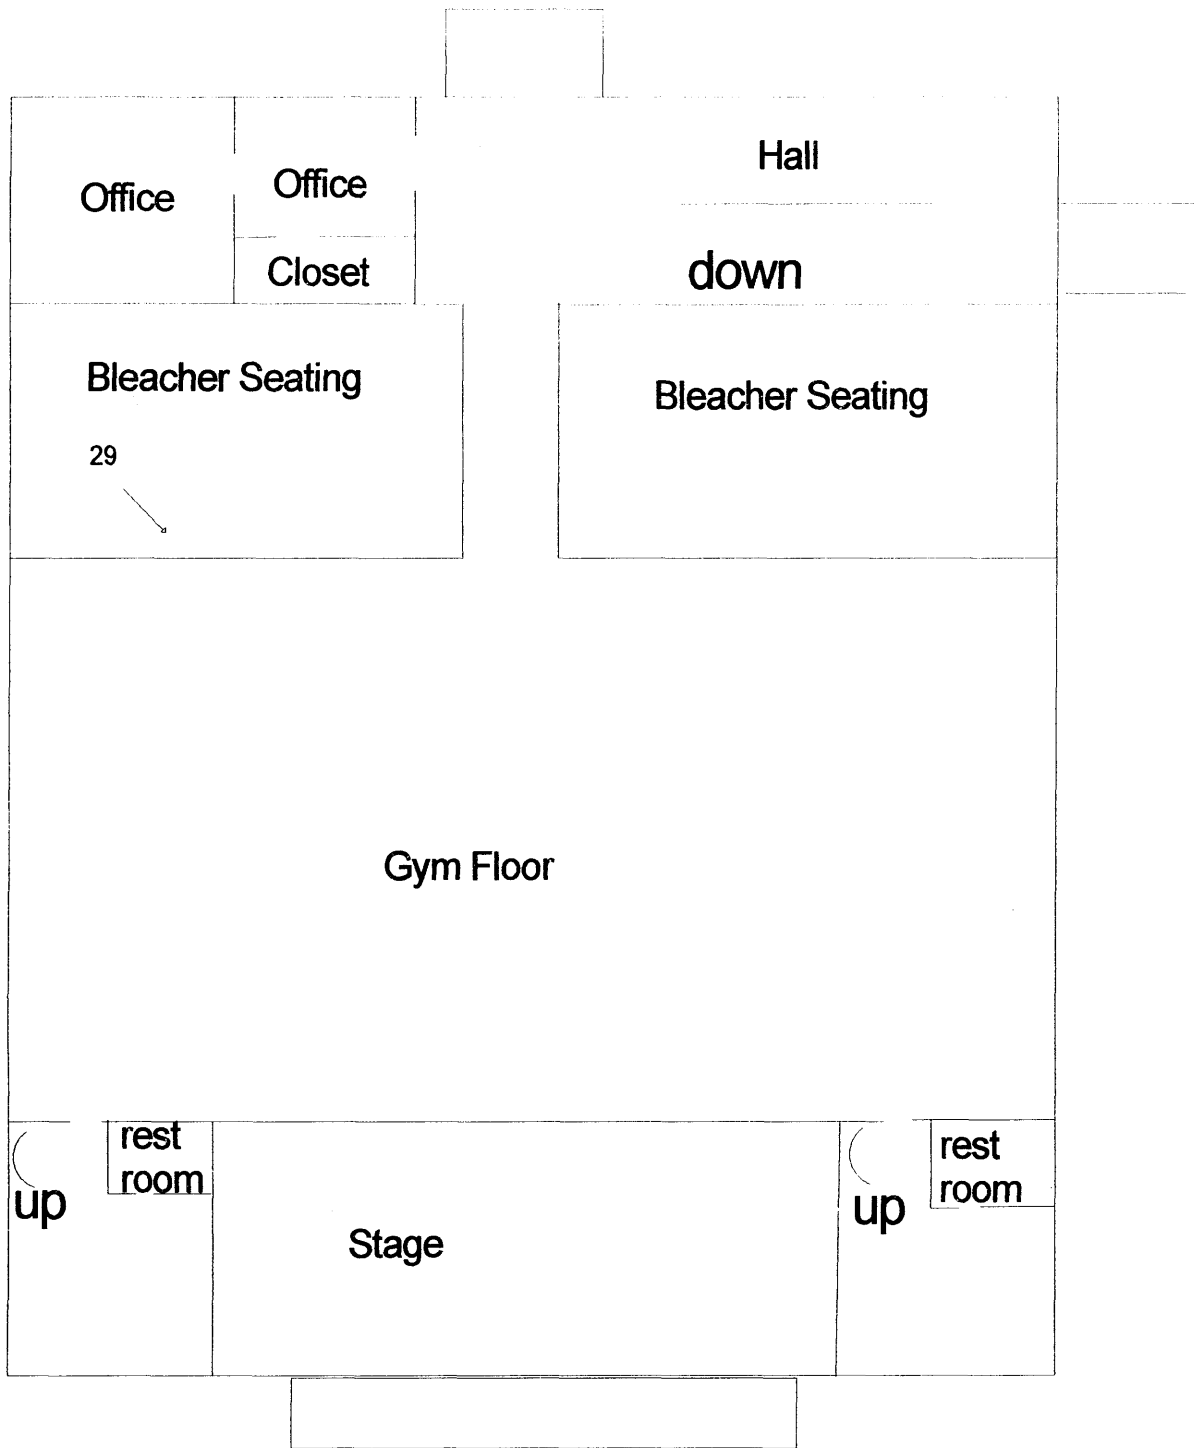 Hall
Office
Office
Closet
down
Bleacher Seating
Bleacher Seating
29
Gym Floor
rest
room
up
rest
room
up
Stage